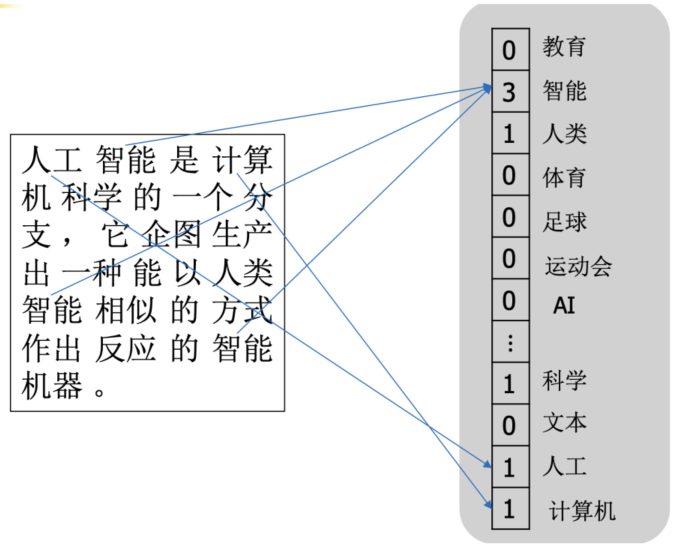 人工 智能 是 计算
机 科学 的 一个 分
支 ， 它 企图 生产
出 一种 能 以 人类
智能 相似 的 方式
作出 反应 的 智能
机器 。
0 教育
3 智能
1 人类
0 体育
0 足球
0 运动会
0 AI
⋮
1 科学
0 文本
1 人工
1 计算机